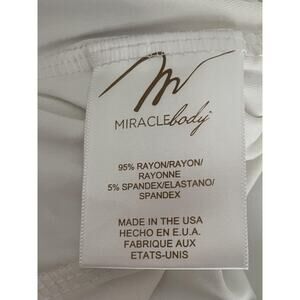 MIRACLEbody
95% RAYON/RAYON/
RAYONNE
5% SPANDEX/ELASTANO/
SPANDEX
MADE IN THE USA
HECHO EN E.U.A.
FABRIQUE AUX
ETATS-UNIS